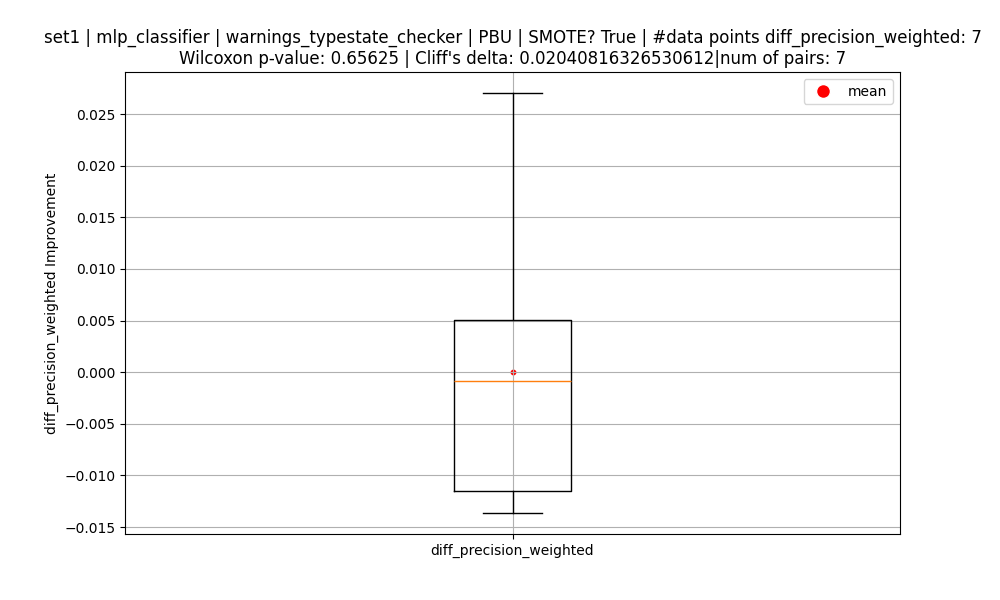 set1 | mlp_classifier | warnings_typestate_checker | PBU | SMOTE? True | #data points diff_precision_weighted: 7
Wilcoxon p-value: 0.65625 | Cliff's delta: 0.02040816326530612|num of pairs: 7
mean
diff_precision_weighted Improvement
0.025
0.020
0.015
0.010
0.005
0.000
−0.005
−0.010
−0.015
diff_precision_weighted